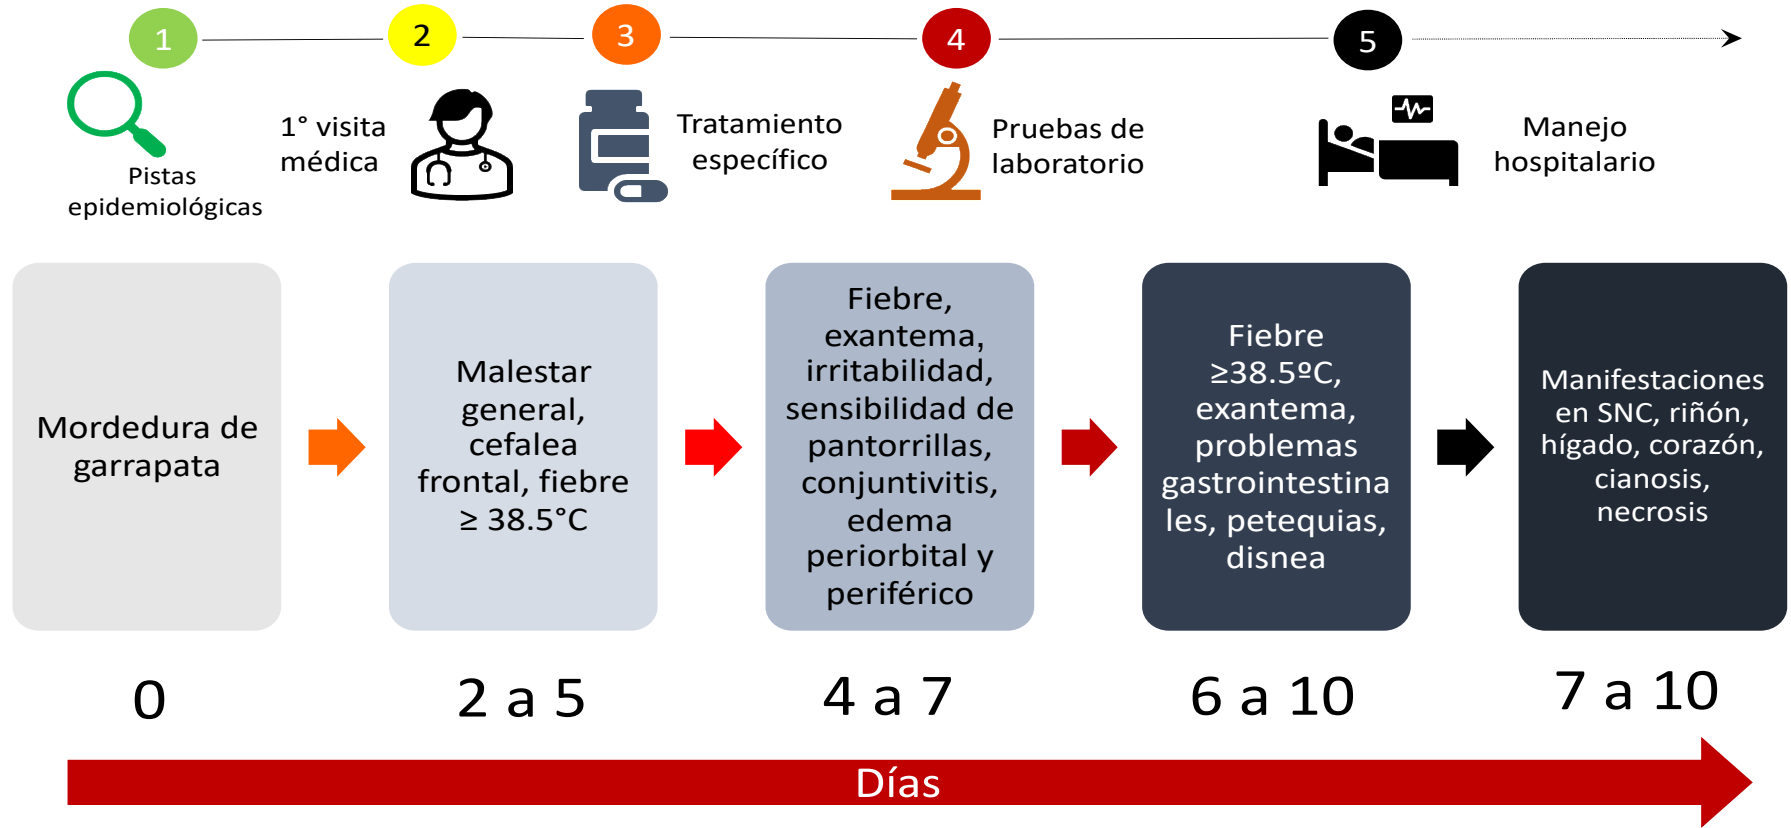 1
2
3
4
5
Pistas
epidemiológicas
1° visita
médica
Tratamiento
específico
Pruebas de
laboratorio
Manejo
hospitalario
Mordedura de
garrapata
Malestar
general,
cefalea
frontal, fiebre
≥ 38.5°C
Fiebre,
exantema,
irritabilidad,
sensibilidad de
pantorrillas,
conjuntivitis,
edema
periorbital y
periférico
Fiebre
≥38.5ºC,
exantema,
problemas
gastrointestina
les, petequias,
disnea
Manifestaciones
en SNC, riñón,
hígado, corazón,
cianosis,
necrosis
0
2 a 5
4 a 7
6 a 10
7 a 10
Días